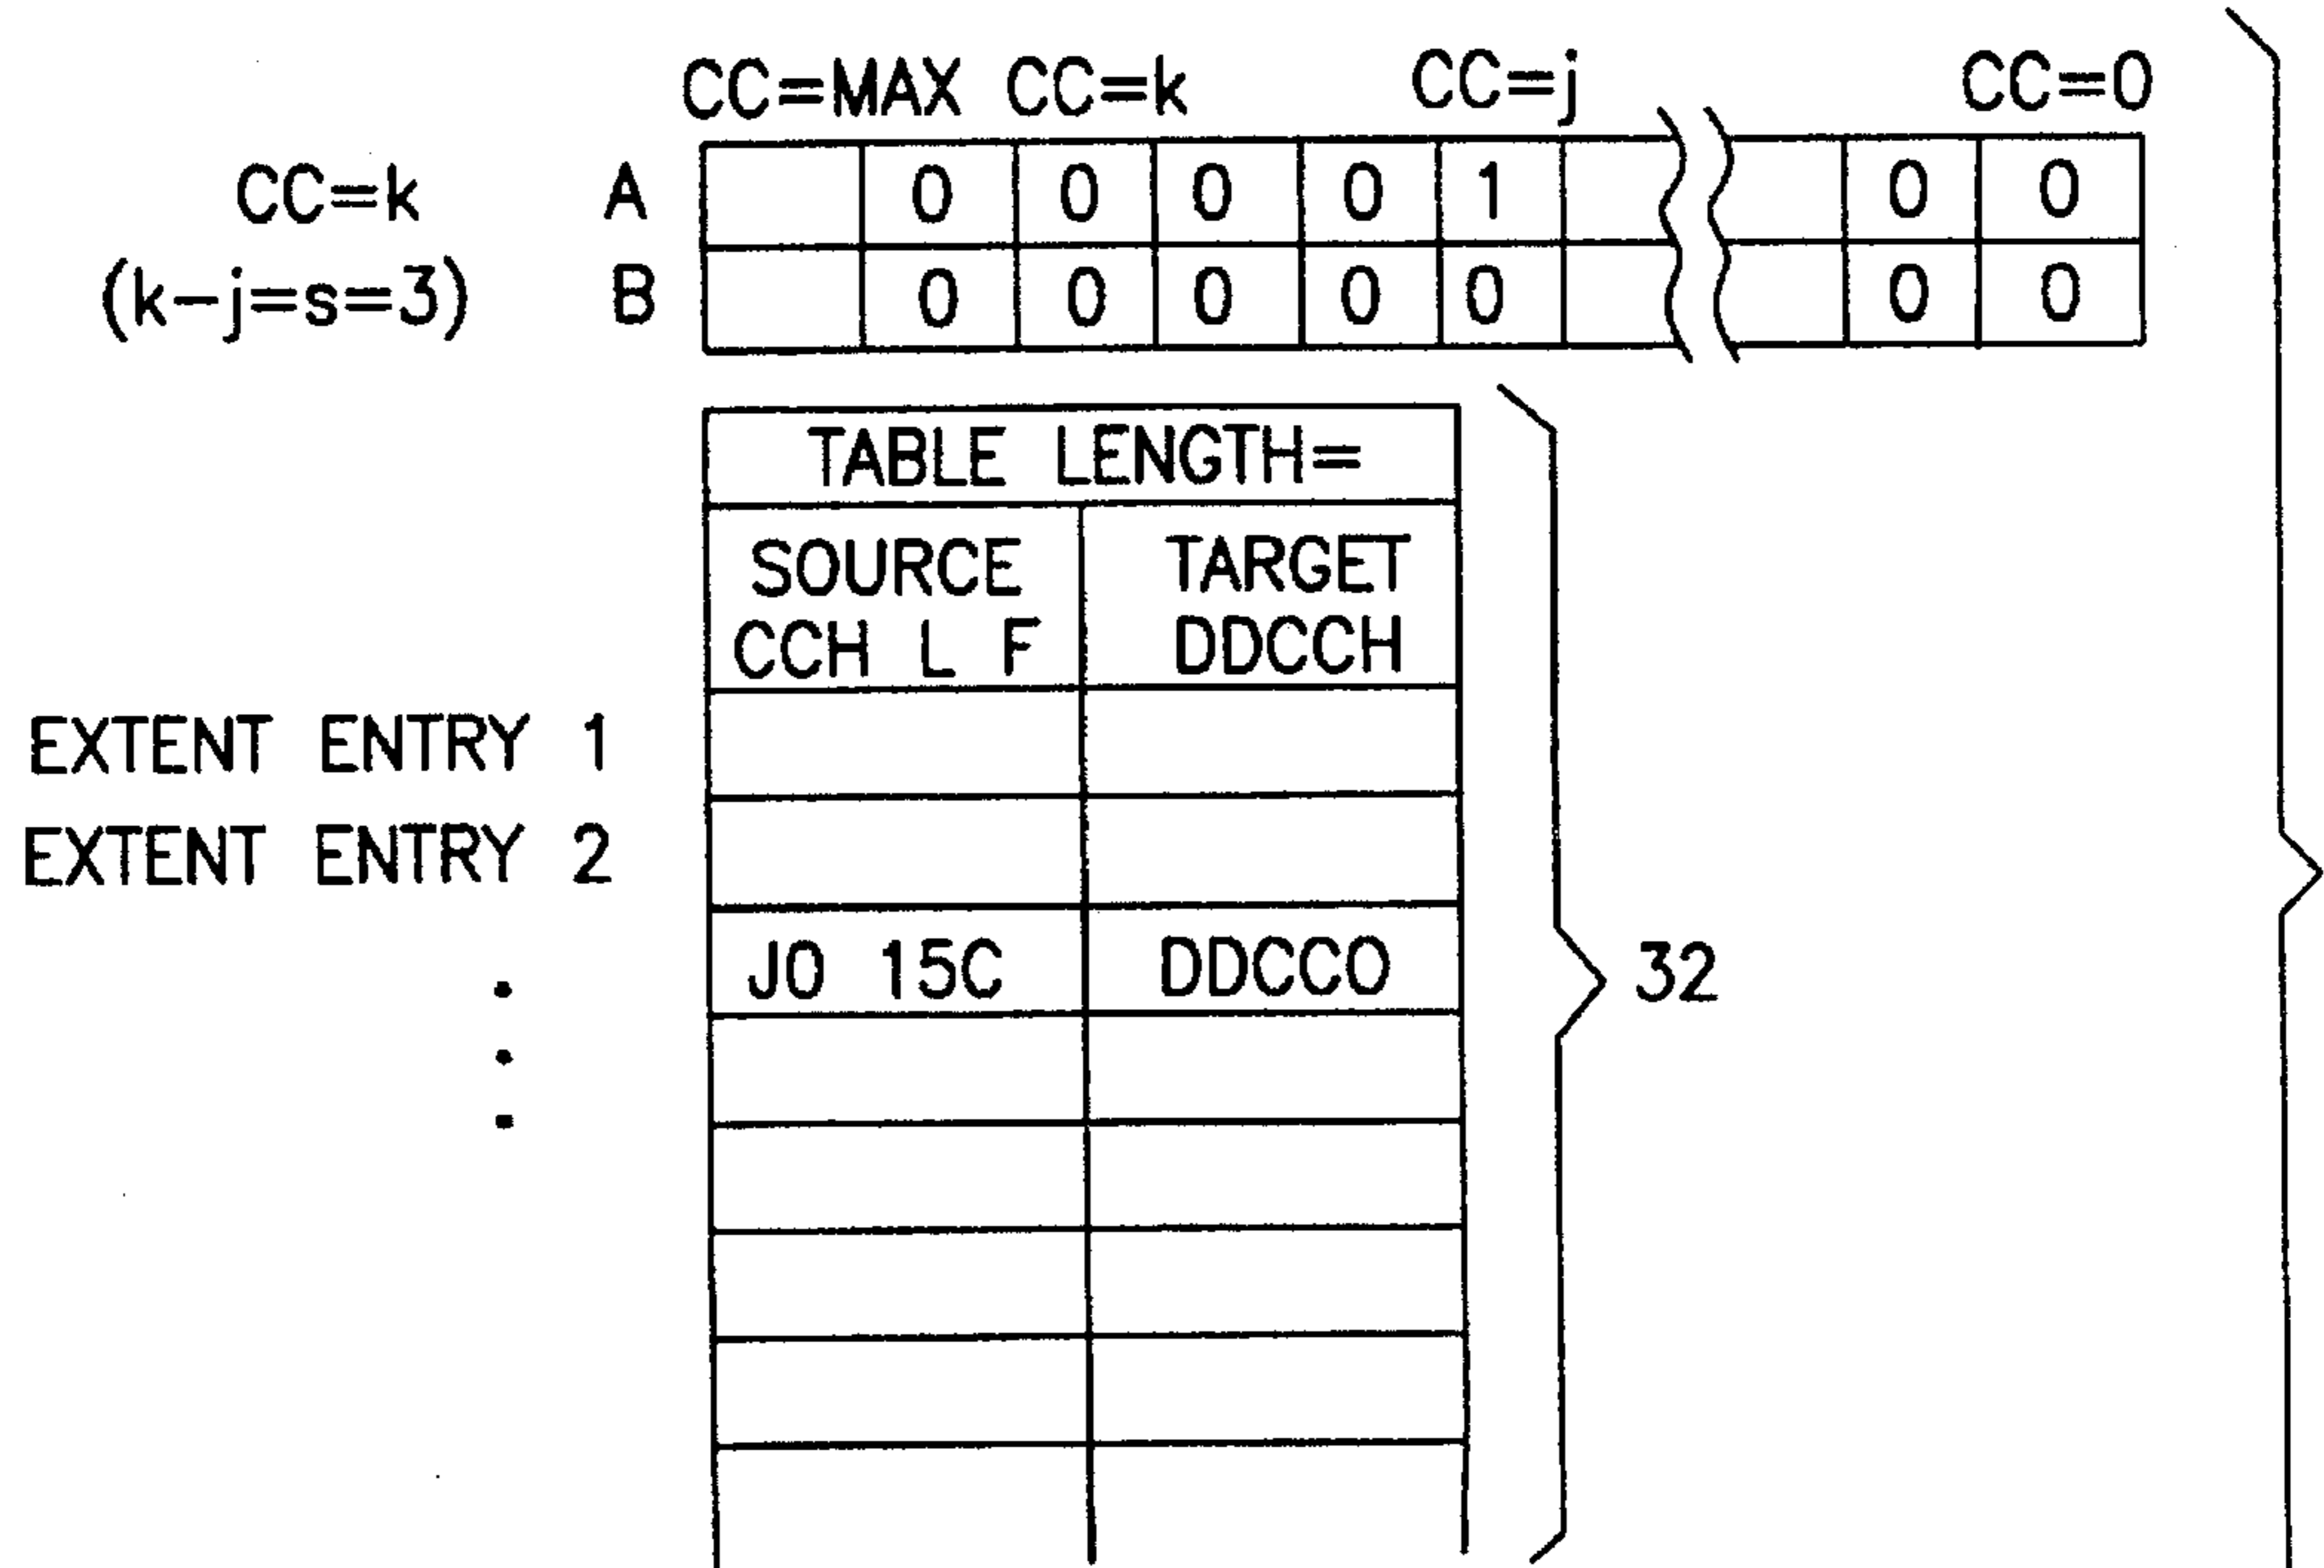 CC=MAX CC=k CC=j CC=0
CC=k A 0 0 0 0 1 0 0
(k-j=s=3) B 0 0 0 0 0 0 0
TABLE LENGTH=
SOURCE TARGET
CCH L F DDCCH
EXTENT ENTRY 1
EXTENT ENTRY 2
J0 15C DDCC0
32